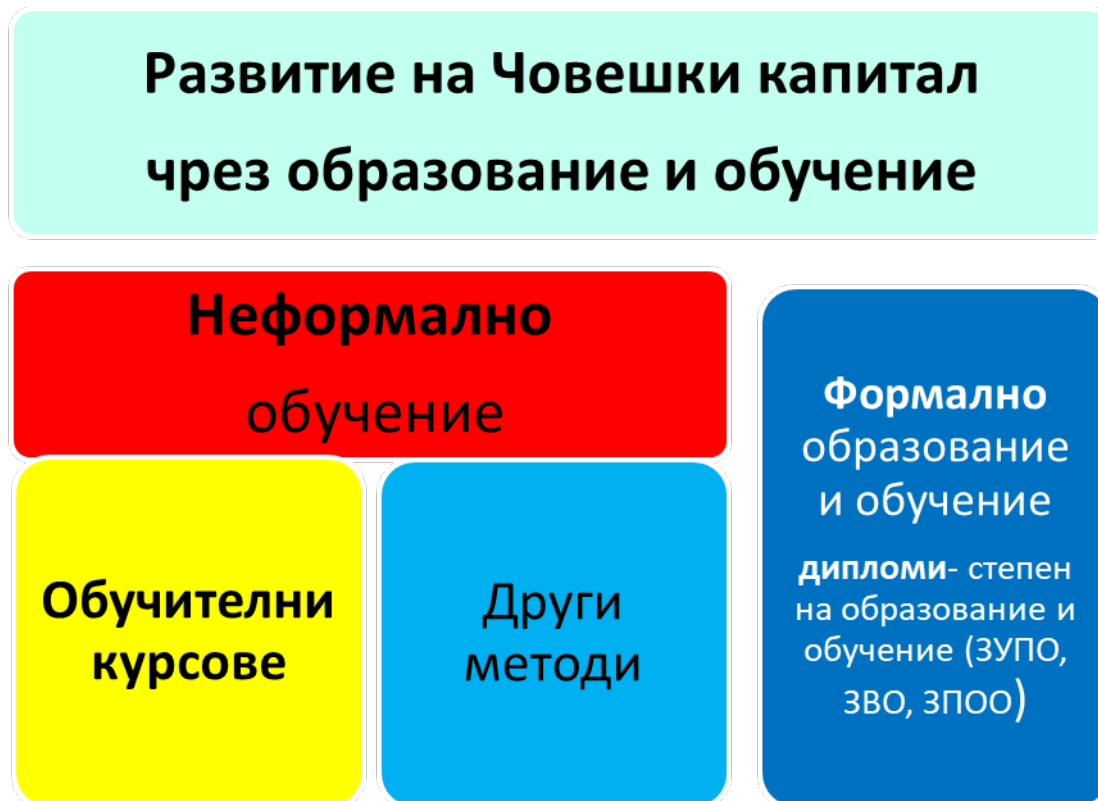 Развитие на Човешки капитал
чрез образование и обучение
Неформално
обучение
Обучителни
курсове
Други
методи
Формално
образование
и обучение
дипломи- степен
на образование и
обучение (ЗУПО,
ЗВО, ЗПОО)